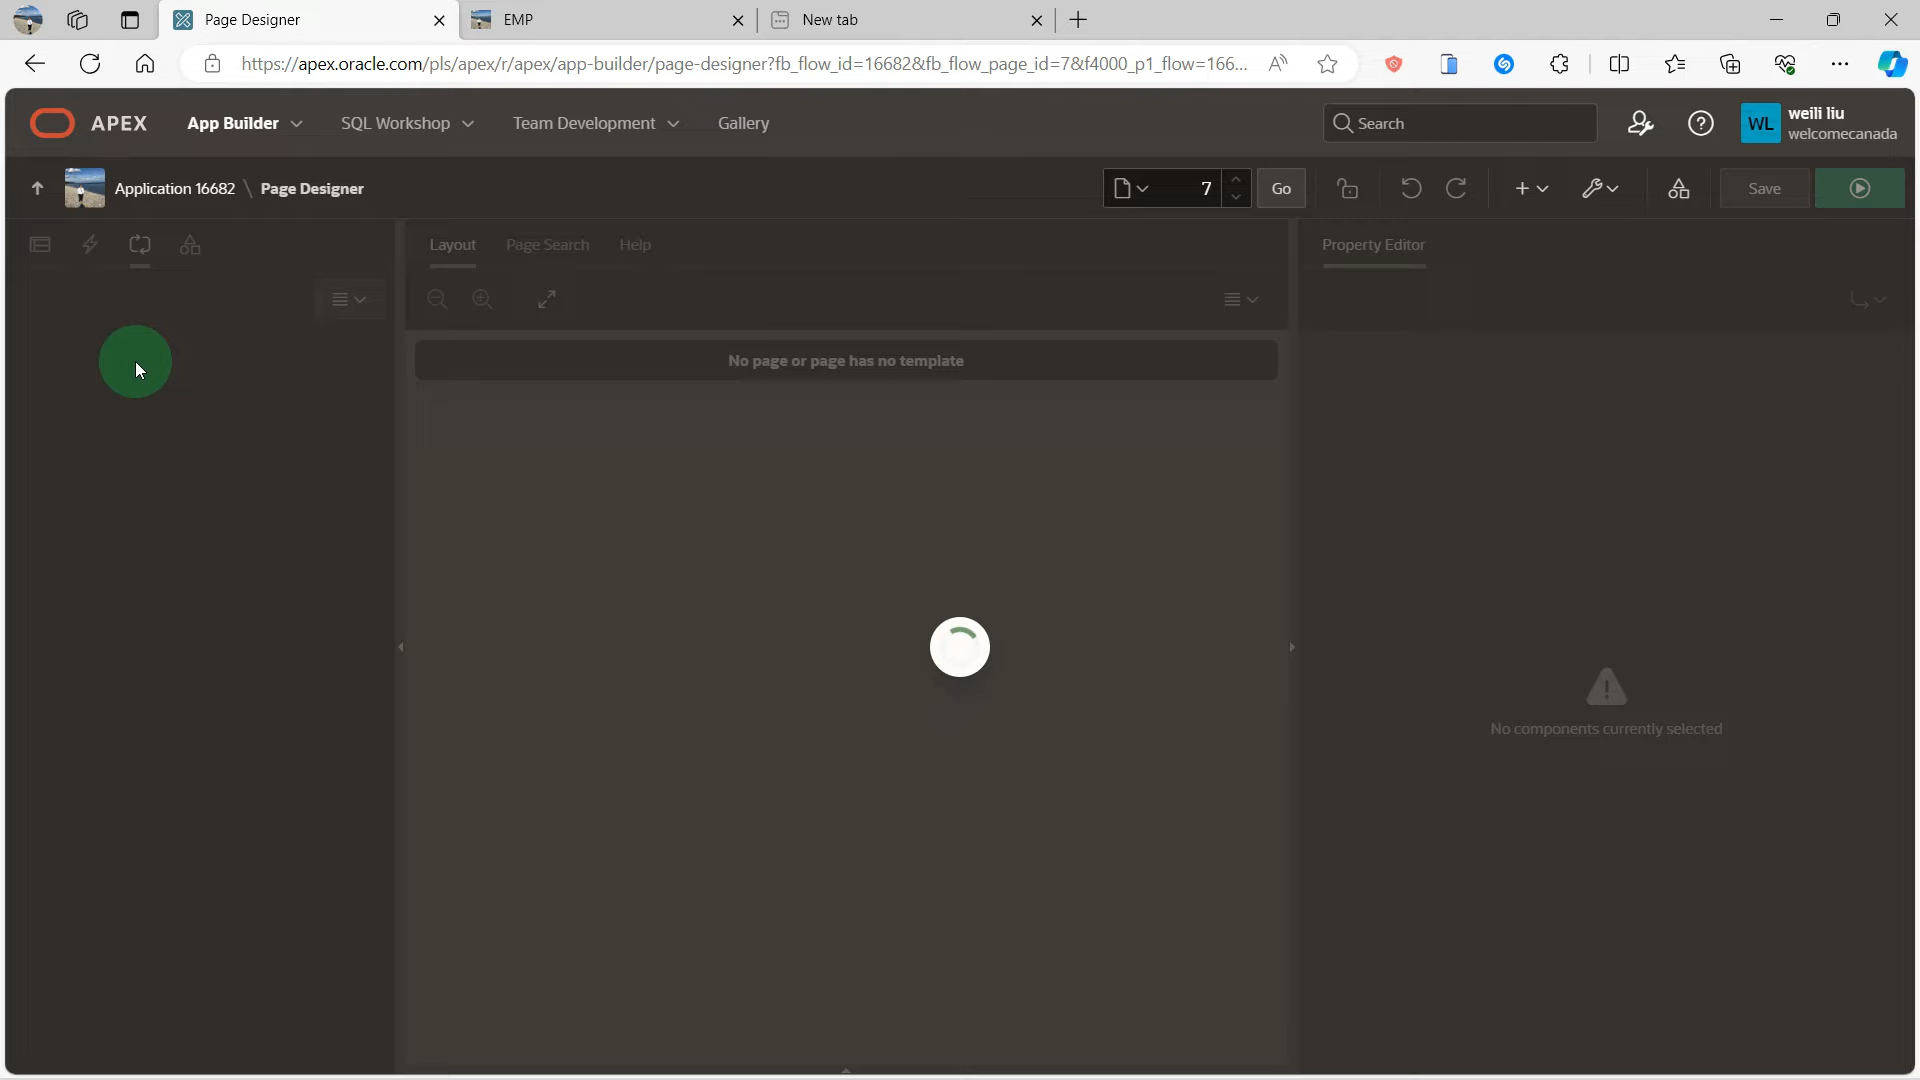 Page Designer
EMP
New tab
https://apex.oracle.com/pls/apex/r/apex/app-builder/page-designer?fb_flow_id=16682&fb_flow_page_id=7&f4000_p1_flow=166...
APEX
App Builder
SQL Workshop
Team Development
Gallery
Search
WL
weili liu
welcomecanada
Application 16682 \ Page Designer
7
Go
Save
Layout
Page Search
Help
Property Editor
No page or page has no template
No components currently selected